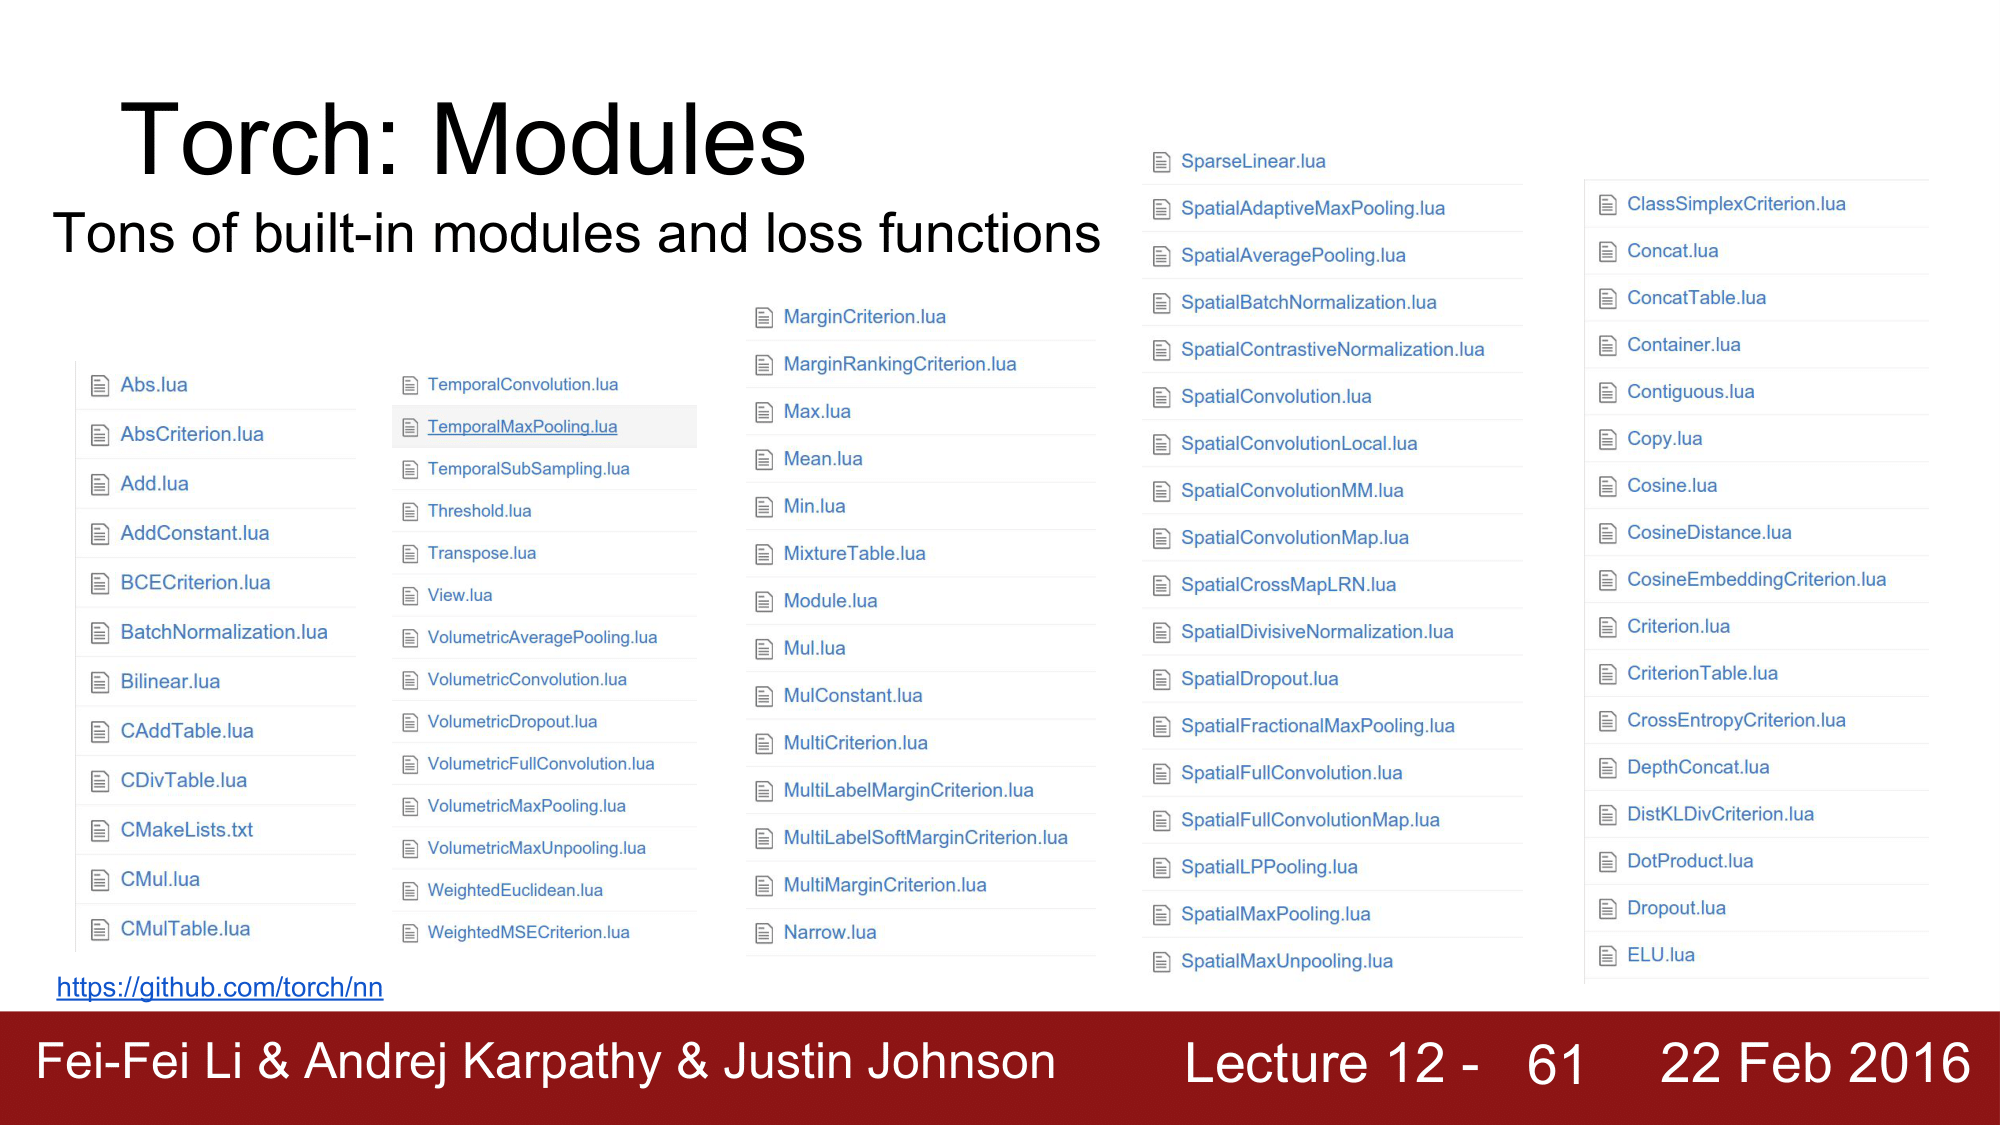 Torch: Modules
Tons of built-in modules and loss functions
Abs.lua
AbsCriterion.lua
Add.lua
AddConstant.lua
BCECriterion.lua
BatchNormalization.lua
Bilinear.lua
CAddTable.lua
CDivTable.lua
CMakeLists.txt
CMul.lua
CMulTable.lua
TemporalConvolution.lua
TemporalMaxPooling.lua
TemporalSubSampling.lua
Threshold.lua
Transpose.lua
View.lua
VolumetricAveragePooling.lua
VolumetricConvolution.lua
VolumetricDropout.lua
VolumetricFullConvolution.lua
VolumetricMaxPooling.lua
VolumetricMaxUnpooling.lua
WeightedEuclidean.lua
WeightedMSECriterion.lua
MarginCriterion.lua
MarginRankingCriterion.lua
Max.lua
Mean.lua
Min.lua
MixtureTable.lua
Module.lua
Mul.lua
MulConstant.lua
MultiCriterion.lua
MultiLabelMarginCriterion.lua
MultiLabelSoftMarginCriterion.lua
MultiMarginCriterion.lua
Narrow.lua
SparseLinear.lua
SpatialAdaptiveMaxPooling.lua
SpatialAveragePooling.lua
SpatialBatchNormalization.lua
SpatialContrastiveNormalization.lua
SpatialConvolution.lua
SpatialConvolutionLocal.lua
SpatialConvolutionMM.lua
SpatialConvolutionMap.lua
SpatialCrossMapLRN.lua
SpatialDivisiveNormalization.lua
SpatialDropout.lua
SpatialFractionalMaxPooling.lua
SpatialFullConvolution.lua
SpatialFullConvolutionMap.lua
SpatialLPPooling.lua
SpatialMaxPooling.lua
SpatialMaxUnpooling.lua
ClassSimplexCriterion.lua
Concat.lua
ConcatTable.lua
Container.lua
Contiguous.lua
Copy.lua
Cosine.lua
CosineDistance.lua
CosineEmbeddingCriterion.lua
Criterion.lua
CriterionTable.lua
CrossEntropyCriterion.lua
DepthConcat.lua
DistKLDivCriterion.lua
DotProduct.lua
Dropout.lua
ELU.lua
https://github.com/torch/nn
Fei-Fei Li & Andrej Karpathy & Justin Johnson Lecture 12 - 61 22 Feb 2016